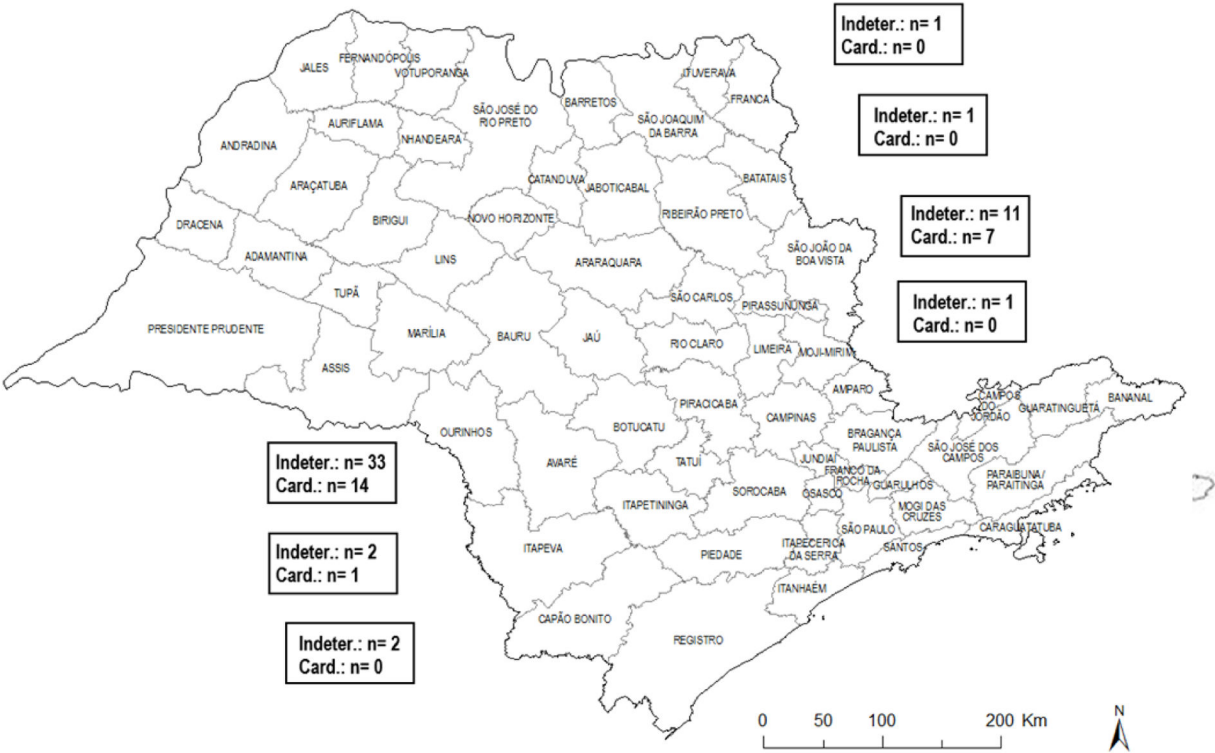 Indeter.: n= 1
Card.: n= 0
JALES
FERNANDÓPOLIS
VOTUPORANGA
ITUVERAVA
FRANCA
SÃO JOSÉ DO
RIO PRETO
BARRETOS
SÃO JOAQUIM
DA BARRA
Indeter.: n= 1
Card.: n= 0
AURIFLAMA
NHANDEARA
ANDRADINA
ARAÇATUBA
CATANDUVA
JABOTICABAL
BATATAIS
DRACENA
BIRIGUI
NOVO HORIZONTE
RIBEIRÃO PRETO
Indeter.: n= 11
Card.: n= 7
ADAMANTINA
LINS
ARARAQUARA
SÃO JOÃO DA
BOA VISTA
TUPÃ
SÃO CARLOS
PIRASSUNUNGA
Indeter.: n= 1
Card.: n= 0
PRESIDENTE PRUDENTE
MARÍLIA
BAURU
JAÚ
RIO CLARO
LIMEIRA
MOJI-MIRIM
ASSIS
AMPARO
PIRACICABA
CAMPINAS
CAMPOS
DO
JORDÃO
GUARATINGUETÁ
BANANAL
OURINHOS
BOTUCATU
BRAGANÇA
PAULISTA
SÃO JOSÉ DOS
CAMPOS
Indeter.: n= 33
Card.: n= 14
AVARÉ
TATUÍ
JUNDIAÍ
FRANCO DA
ROCHA
GUARULHOS
PARAIBUNA/
PARAITINGA
ITAPETININGA
SOROCABA
OSASCO
MOGI DAS
CRUZES
SÃO PAULO
CARAGUATATUBA
Indeter.: n= 2
Card.: n= 1
ITAPEVA
PIEDADE
ITAPECERICA
DA SERRA
SANTOS
ITANHAÉM
CAPÃO BONITO
REGISTRO
Indeter.: n= 2
Card.: n= 0
0 50 100 200 Km
N